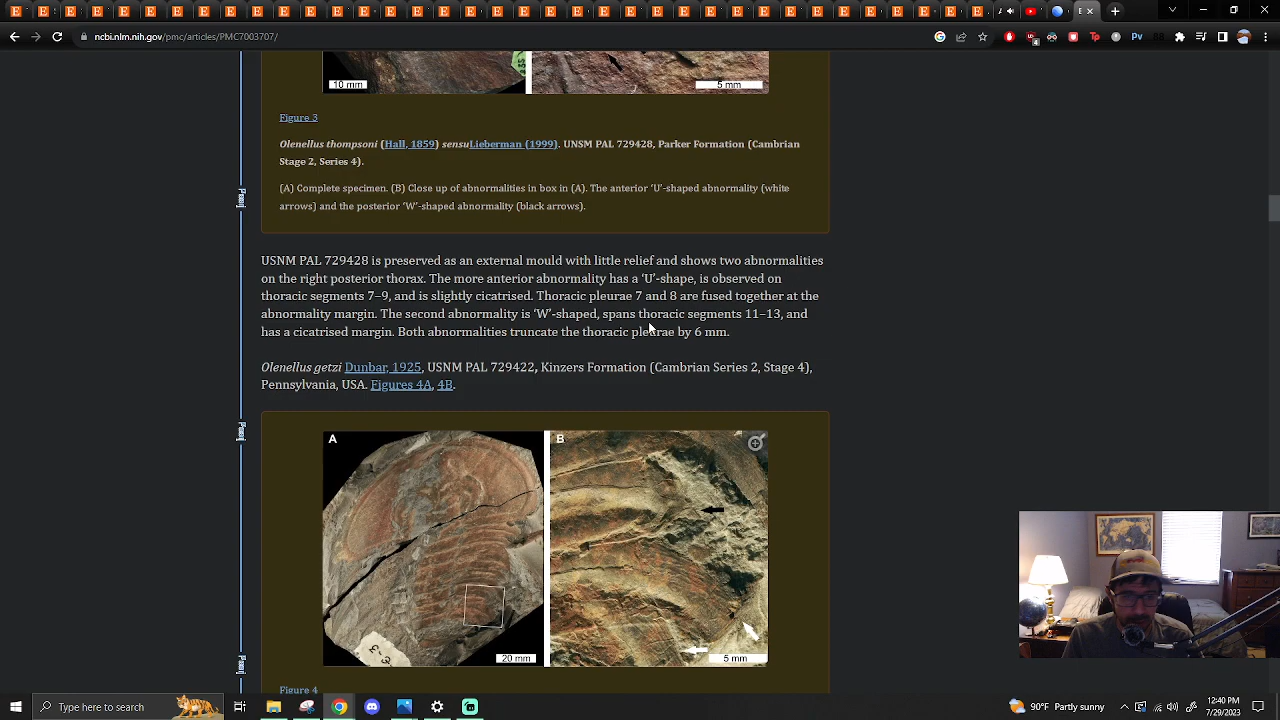 ncbi.nlm.nih.gov/pmc/articles/PMC7003707/
10 mm
5 mm
Figure 3
Olenellus thompsoni (Hall, 1859) sensuLieberman (1999). UNSM PAL 729428, Parker Formation (Cambrian
Stage 2, Series 4).
(A) Complete specimen. (B) Close up of abnormalities in box in (A). The anterior ‘U’-shaped abnormality (white
arrows) and the posterior ‘W’-shaped abnormality (black arrows).
USNM PAL 729428 is preserved as an external mould with little relief and shows two abnormalities
on the right posterior thorax. The more anterior abnormality has a ‘U’-shape, is observed on
thoracic segments 7–9, and is slightly cicatrised. Thoracic pleurae 7 and 8 are fused together at the
abnormality margin. The second abnormality is ‘W’-shaped, spans thoracic segments 11–13, and
has a cicatrised margin. Both abnormalities truncate the thoracic pleurae by 6 mm.
Olenellus getzi Dunbar, 1925, USNM PAL 729422, Kinzers Formation (Cambrian Series 2, Stage 4),
Pennsylvania, USA. Figures 4A, 4B.
A
B
20 mm
5 mm
Figure 4
Type here to search
90°F Partly sunny
12:40 PM
7/29/2023